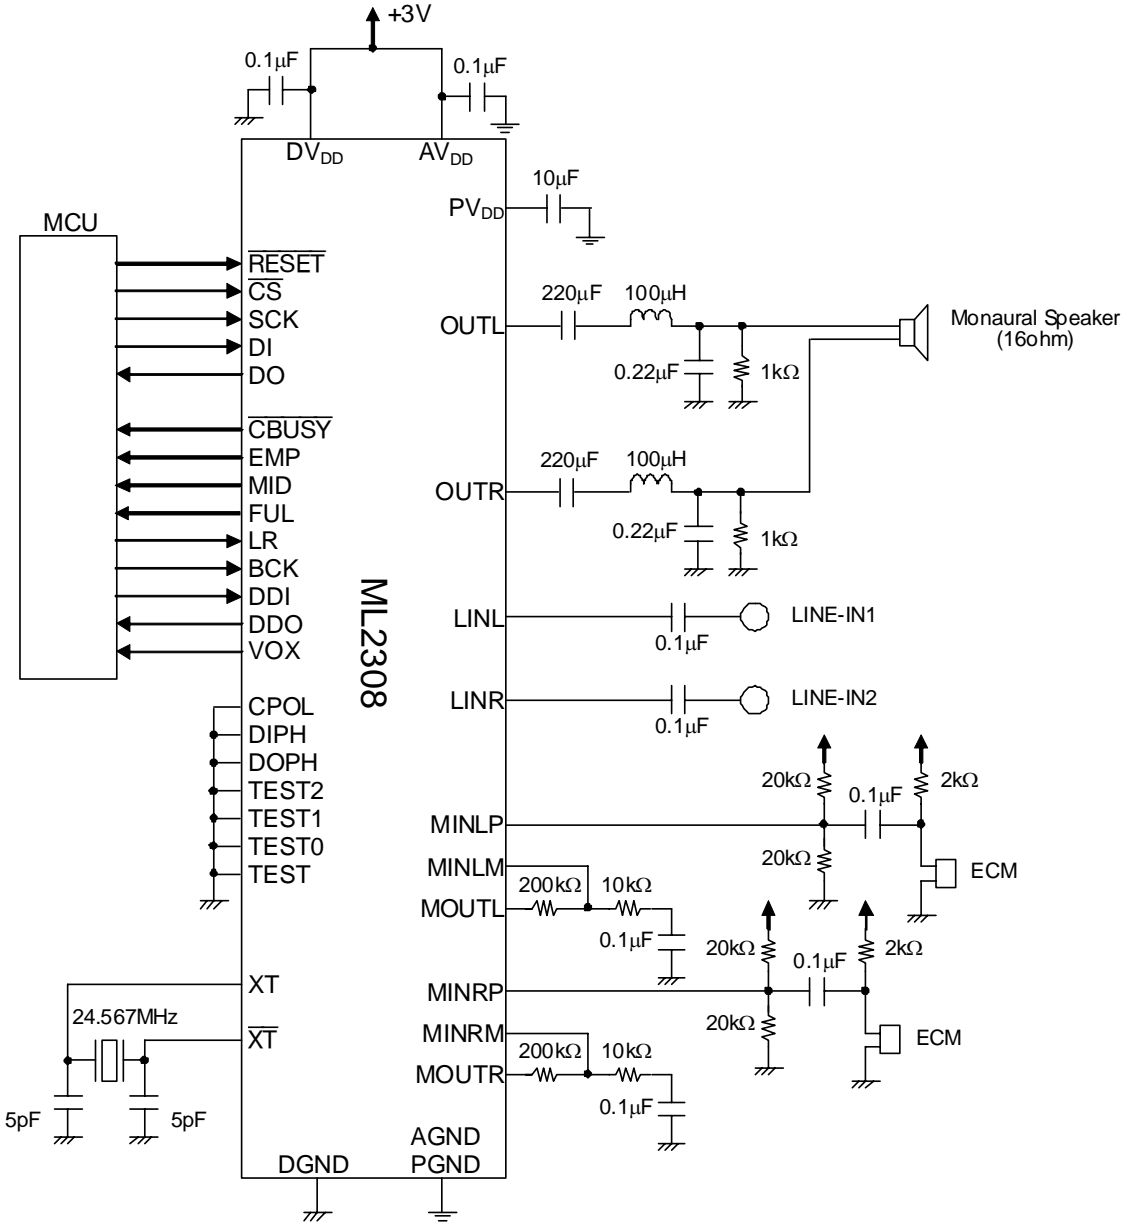 +3V
0.1µF
0.1µF
DVDD
AVDD
10µF
PVDD
MCU
RESET
CS
SCK
DI
DO
CBUSY
EMP
MID
FUL
LR
BCK
DDI
DDO
VOX
CPOL
DIPH
DOPH
TEST2
TEST1
TEST0
TEST
XT
24.567MHz
XT
5pF
5pF
ML2308
220µF
100µH
OUTL
Monaural Speaker
(16ohm)
0.22µF
1kΩ
220µF
100µH
OUTR
0.22µF
1kΩ
LINL
LINE-IN1
0.1µF
LINR
LINE-IN2
0.1µF
20kΩ
0.1µF
2kΩ
MINLP
20kΩ
ECM
MINLM
200kΩ
10kΩ
MOUTL
0.1µF
20kΩ
0.1µF
2kΩ
MINRP
20kΩ
ECM
MINRM
200kΩ
10kΩ
MOUTR
0.1µF
AGND
DGND
PGND